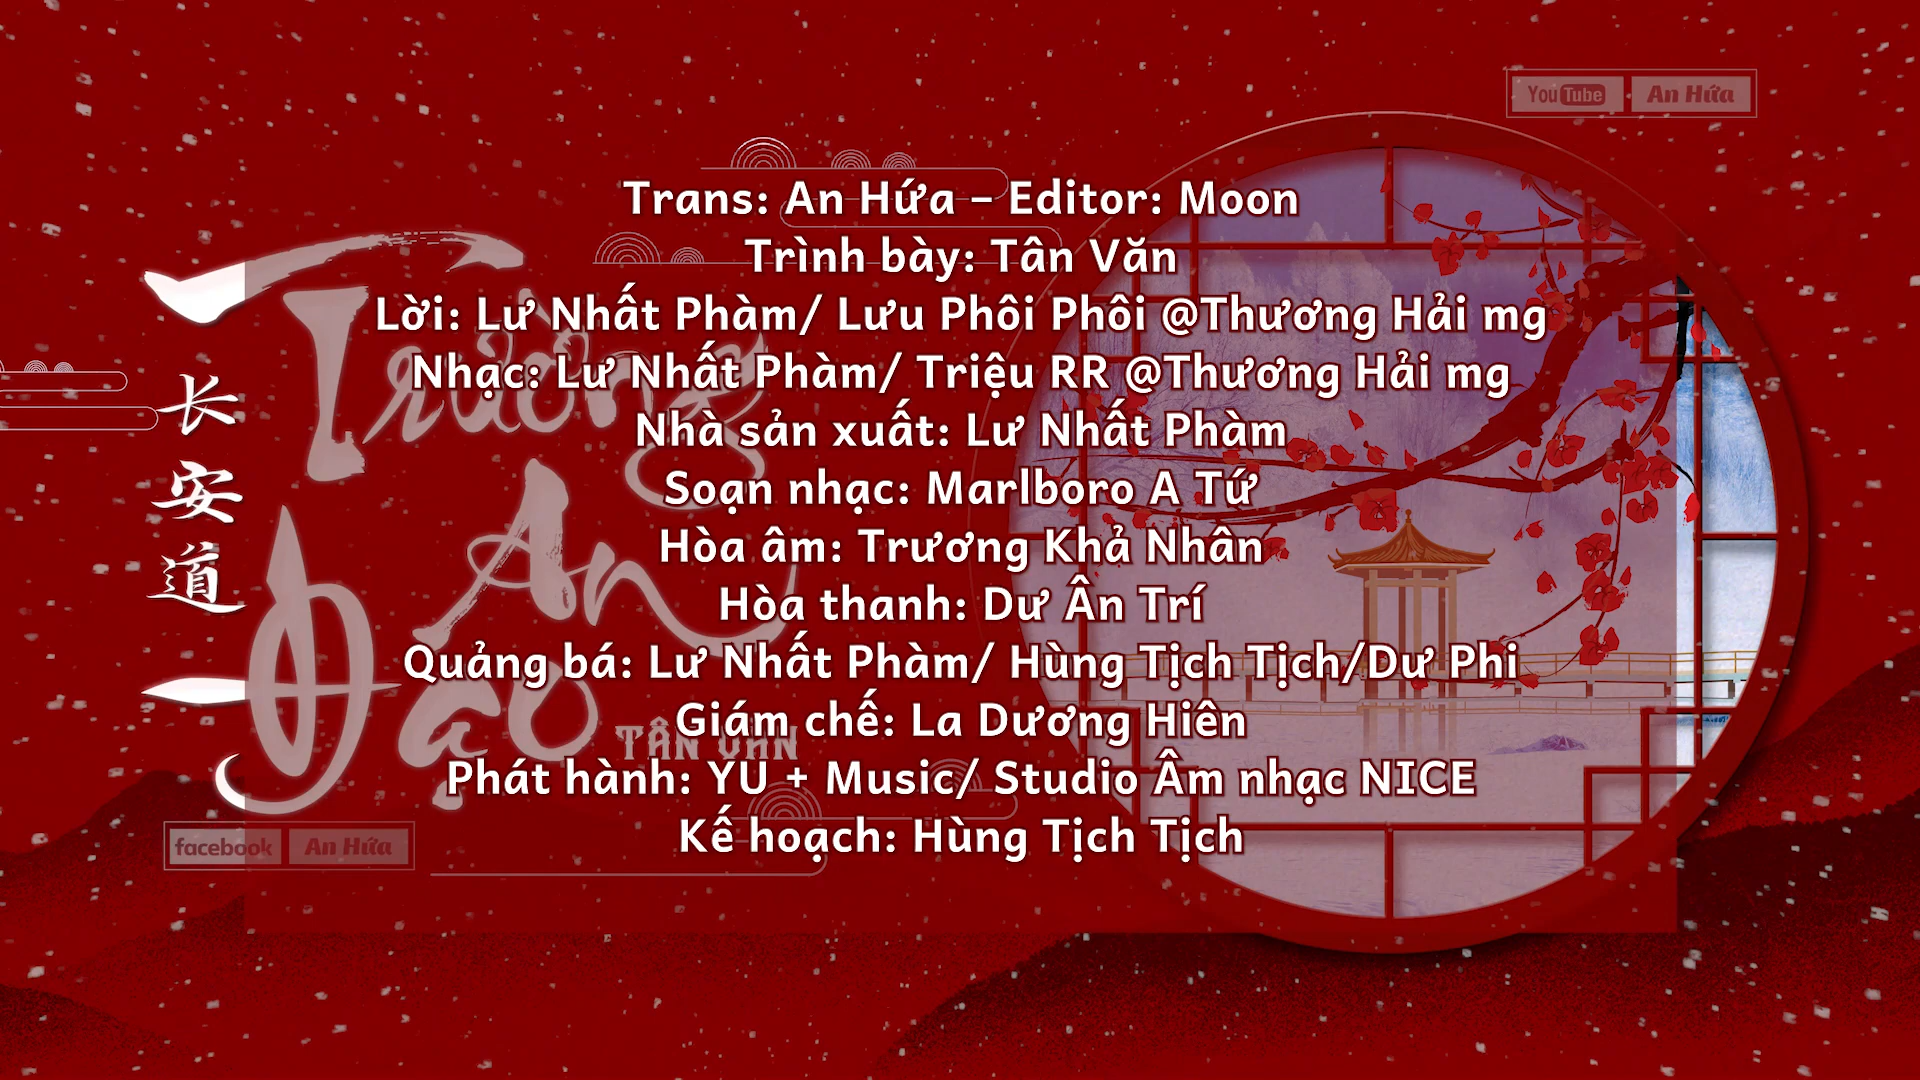 YouTube An Hứa
Trans: An Hứa – Editor: Moon
Trình bày: Tân Văn
Lời: Lư Nhất Phàm/ Lưu Phôi Phôi @Thương Hải mg
Nhạc: Lư Nhất Phàm/ Triệu RR @Thương Hải mg
Nhà sản xuất: Lư Nhất Phàm
Soạn nhạc: Marlboro A Tứ
Hòa âm: Trương Khả Nhân
Hòa thanh: Dư Ân Trí
Quảng bá: Lư Nhất Phàm/ Hùng Tịch Tịch/Dư Phi
Giám chế: La Dương Hiên
Phát hành: YU + Music/ Studio Âm nhạc NICE
Kế hoạch: Hùng Tịch Tịch
长安道
Trường
An
Đạo
TÂN VĂN
facebook An Hứa